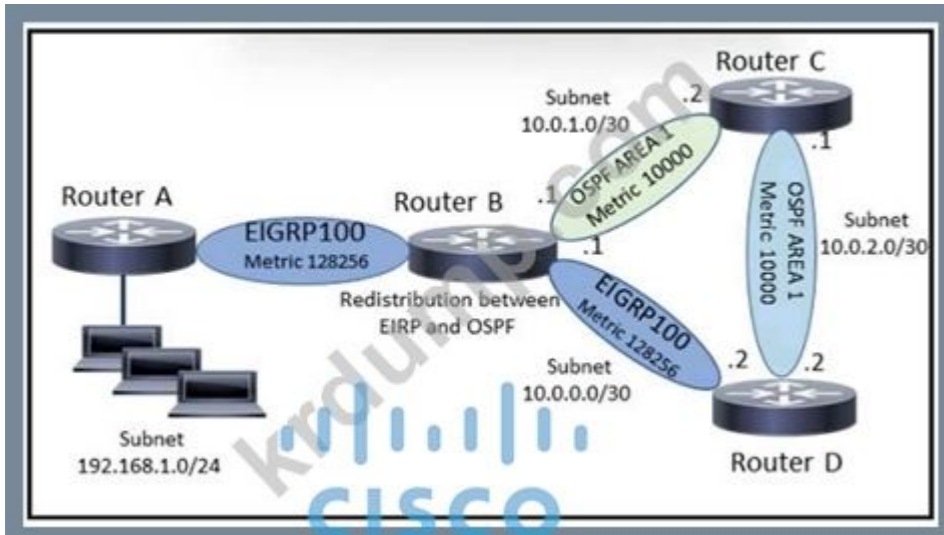 Router C
Subnet
10.0.1.0/30
.2
.1
OSPF AREA 1
Metric 10000
Router A
Router B
.1
EIGRP100
Metric 128256
.1
OSPF AREA 1
Metric 10000
Subnet
10.0.2.0/30
Redistribution between
EIRP and OSPF
EIGRP100
Metric 128256
Subnet
10.0.0.0/30
.2
.2
Router D
Subnet
192.168.1.0/24
krdump.com
CISCO